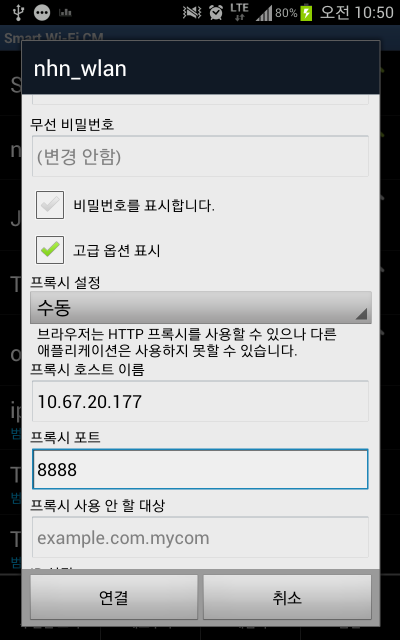 LTE
80%
오전 10:50
Smart Wi-Fi CM
nhn_wlan
무선 비밀번호
(변경 안함)
비밀번호를 표시합니다.
고급 옵션 표시
프록시 설정
수동
브라우저는 HTTP 프록시를 사용할 수 있으나 다른
애플리케이션은 사용하지 못할 수 있습니다.
프록시 호스트 이름
10.67.20.177
프록시 포트
8888
프록시 사용 안 할 대상
example.com.mycom
연결
취소